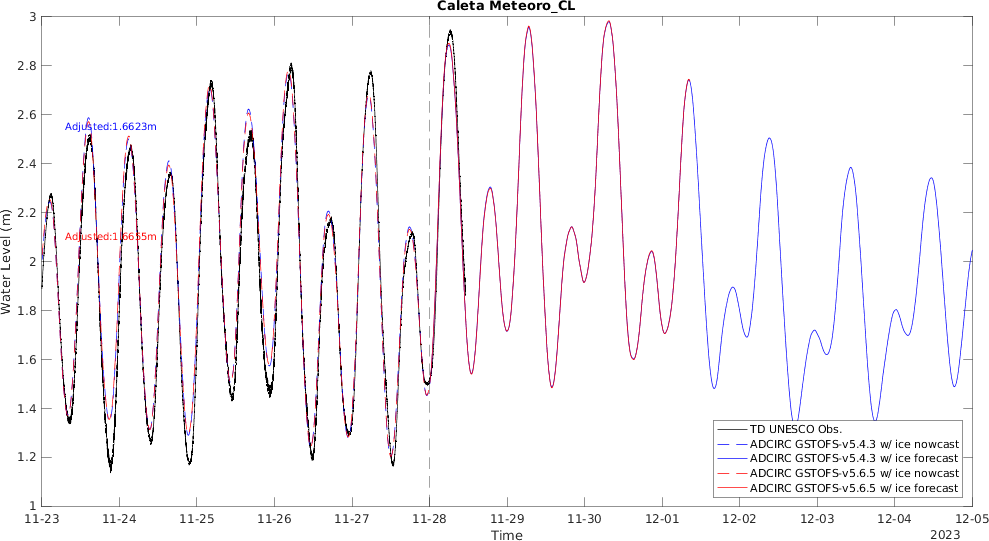 Caleta Meteoro_CL
Water Level (m)
3
2.8
2.6
2.4
2.2
2
1.8
1.6
1.4
1.2
1
Adjusted:1.6623m
Adjusted:1.6655m
TD UNESCO Obs.
ADCIRC GSTOFS-v5.4.3 w/ ice nowcast
ADCIRC GSTOFS-v5.4.3 w/ ice forecast
ADCIRC GSTOFS-v5.6.5 w/ ice nowcast
ADCIRC GSTOFS-v5.6.5 w/ ice forecast
11-23 11-24 11-25 11-26 11-27 11-28 11-29 11-30 12-01 12-02 12-03 12-04 12-05
Time
2023